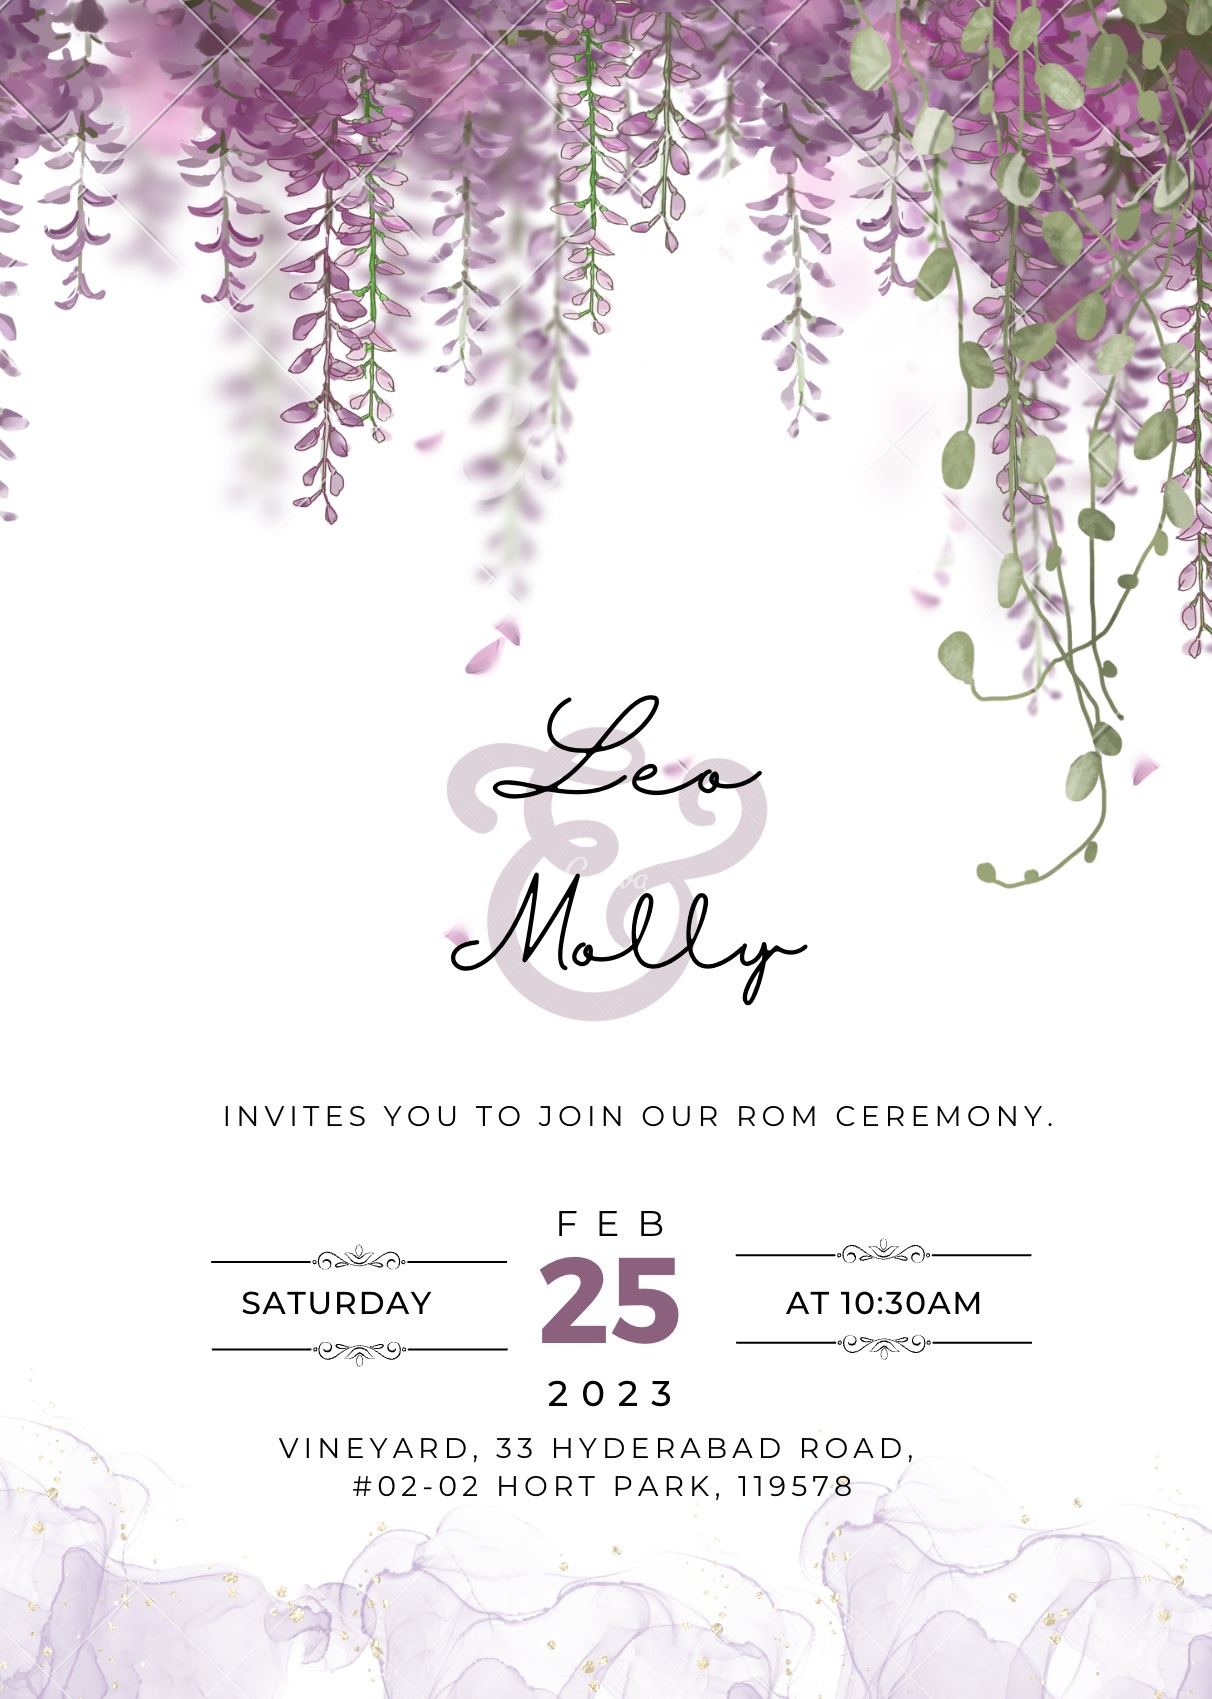 Leo
&
Molly
INVITES YOU TO JOIN OUR ROM CEREMONY.
FEB
SATURDAY
25
AT 10:30AM
2023
VINEYARD, 33 HYDERABAD ROAD,
#02-02 HORT PARK, 119578